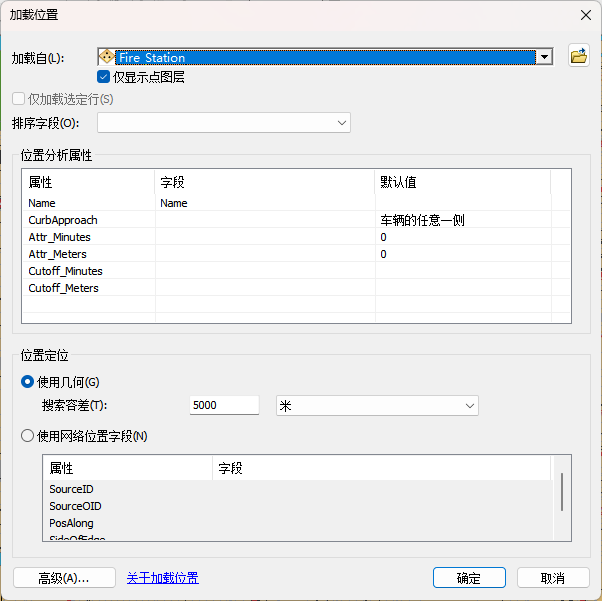 加载位置
加载自(L):
Fire Station
仅显示点图层
仅加载选定行(S)
排序字段(O):
位置分析属性
属性 字段 默认值
Name Name
CurbApproach 车辆的任意一侧
Attr_Minutes 0
Attr_Meters 0
Cutoff_Minutes
Cutoff_Meters
位置定位
使用几何(G)
搜索容差(T): 5000 米
使用网络位置字段(N)
属性 字段
SourceID
SourceOID
PosAlong
SideOfEdge
高级(A)... 关于加载位置 确定 取消